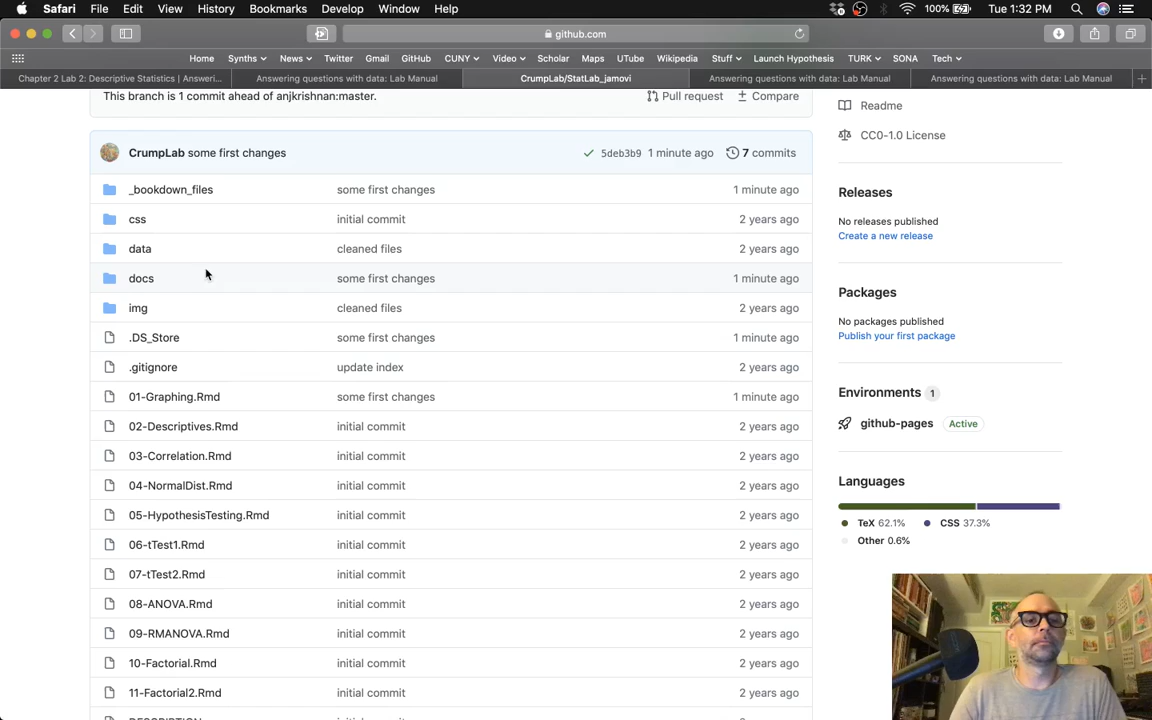 Safari File Edit View History Bookmarks Develop Window Help 100% Tue 1:32 PM
github.com
Home Synths News Twitter Gmail GitHub CUNY Video Scholar Maps UTube Wikipedia Stuff Launch Hypothesis TURK SONA Tech
Chapter 2 Lab 2: Descriptive Statistics | Answeri... Answering questions with data: Lab Manual CrumpLab/StatLab_jamovi Answering questions with data: Lab Manual Answering questions with data: Lab Manual
This branch is 1 commit ahead of anjkrishnan:master. Pull request Compare
CrumpLab some first changes 5deb3b9 1 minute ago 7 commits
_bookdown_files some first changes 1 minute ago
css initial commit 2 years ago
data cleaned files 2 years ago
docs some first changes 1 minute ago
img cleaned files 2 years ago
.DS_Store some first changes 1 minute ago
.gitignore update index 2 years ago
01-Graphing.Rmd some first changes 1 minute ago
02-Descriptives.Rmd initial commit 2 years ago
03-Correlation.Rmd initial commit 2 years ago
04-NormalDist.Rmd initial commit 2 years ago
05-HypothesisTesting.Rmd initial commit 2 years ago
06-tTest1.Rmd initial commit 2 years ago
07-tTest2.Rmd initial commit 2 years ago
08-ANOVA.Rmd initial commit 2 years ago
09-RMANOVA.Rmd initial commit 2 years ago
10-Factorial.Rmd initial commit 2 years ago
11-Factorial2.Rmd initial commit 2 years ago
Readme
CC0-1.0 License
Releases
No releases published
Create a new release
Packages
No packages published
Publish your first package
Environments 1
github-pages Active
Languages
TeX 62.1% CSS 37.3%
Other 0.6%